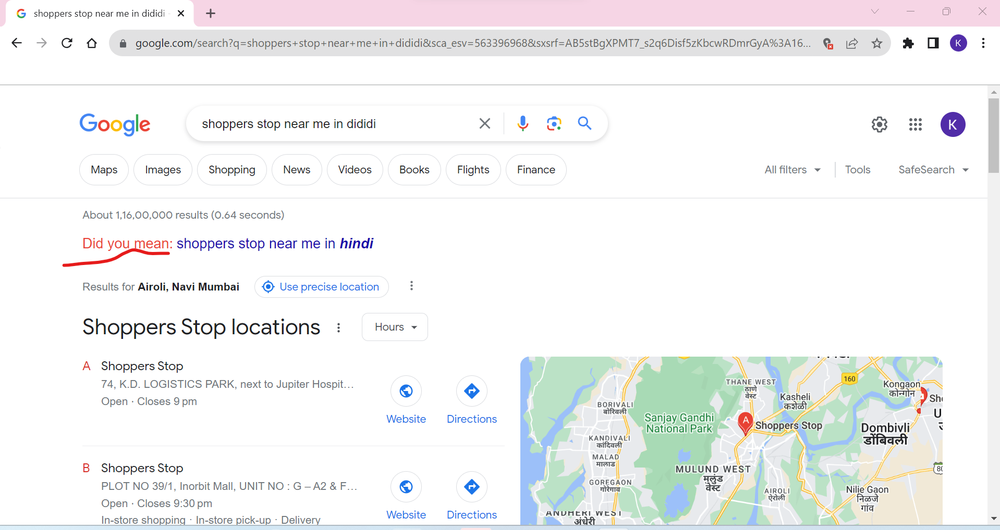 shoppers stop near me in dididi -
google.com/search?q=shoppers+stop+near+me+in+dididi&sca_esv=563396968&sxsrf=AB5stBgXPMT7_s2q6Disf5zKbcwRDmrGyA%3A16...
K
Google
shoppers stop near me in dididi
K
Maps
Images
Shopping
News
Videos
Books
Flights
Finance
All filters
Tools
SafeSearch
About 1,16,00,000 results (0.64 seconds)
Did you mean: shoppers stop near me in hindi
Results for Airoli, Navi Mumbai
Use precise location
Shoppers Stop locations
Hours
A Shoppers Stop
74, K.D. LOGISTICS PARK, next to Jupiter Hospit...
Open · Closes 9 pm
Website
Directions
B Shoppers Stop
PLOT NO 39/1, Inorbit Mall, UNIT NO : G – A2 & F...
Open · Closes 9:30 pm
In-store shopping · In-store pick-up · Delivery
Website
Directions
160
THANE WEST
ठाणे
वेस्ट
Kongaon
कोन्गोन
Kasheli
कशेळी
BORIVALI
बोरिवली
Sanjay Gandhi
National Park
A
Shoppers Stop
Dombivli
डोंबिवली
KANDIVALI
कांदिवली
MALAD
मालाड
MULUND WEST
मुलुंड
वेस्ट
GOREGAON
गोरेगाव
AIROLI
ऐरोली
Nilje Gaon
निळजे
गांव
ANDHERI WEST
अंधेरी